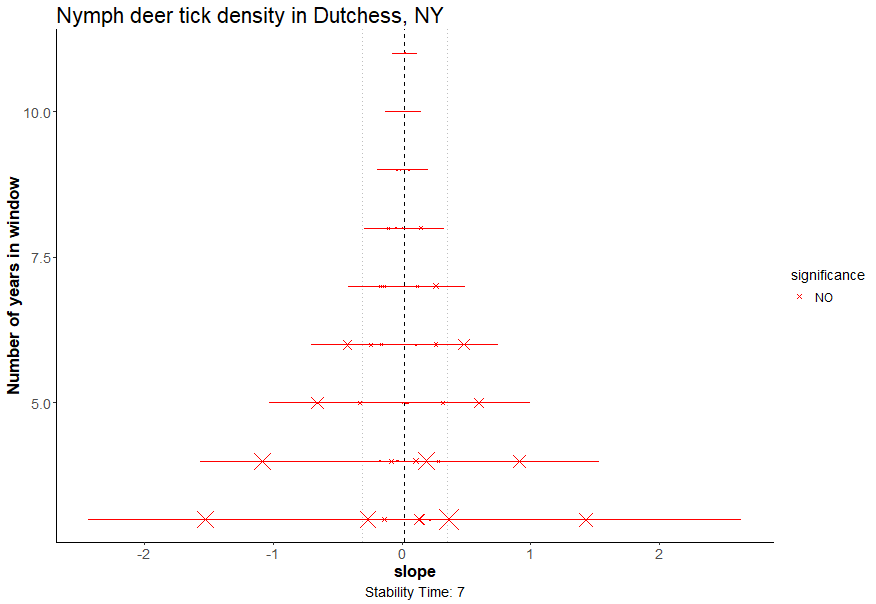 Nymph deer tick density in Dutchess, NY
Number of years in window
10.0
7.5
5.0
-2
-1
0
1
2
slope
Stability Time: 7
significance
NO